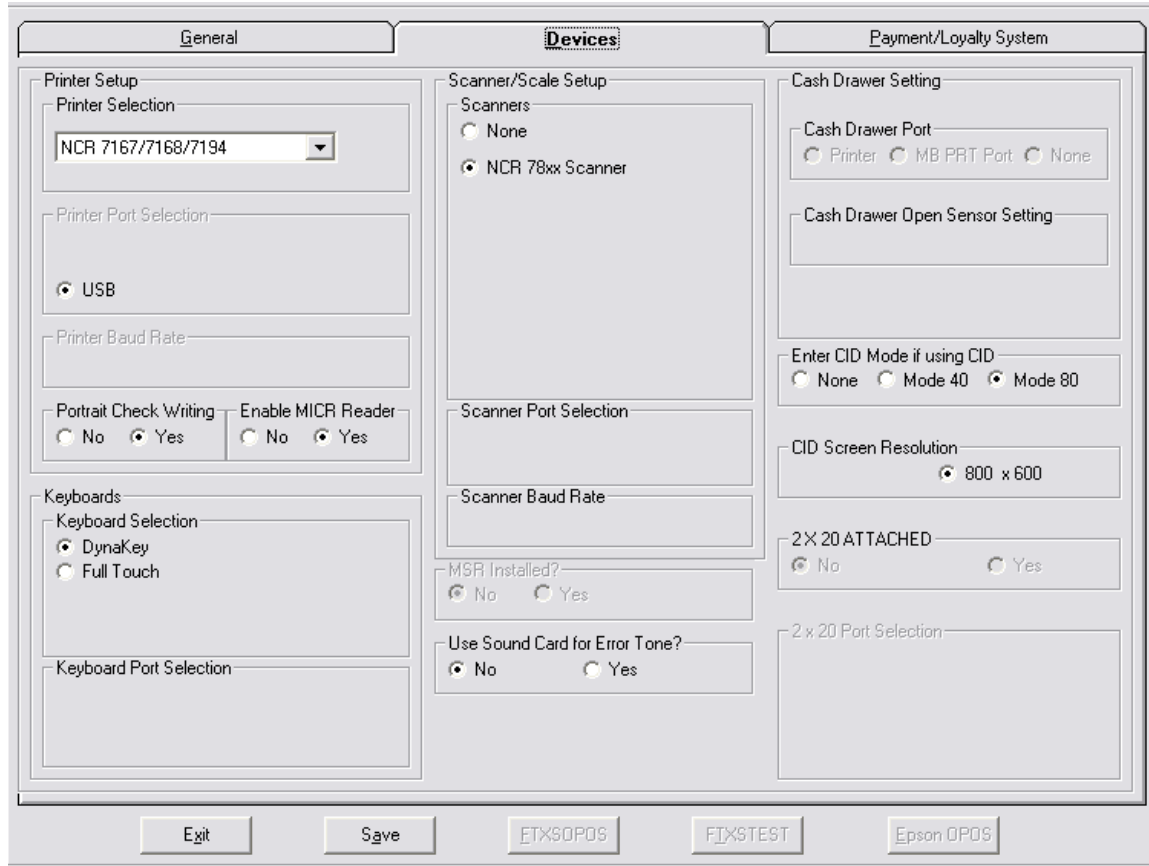 General
Devices
Payment/Loyalty System
Printer Setup
Printer Selection
NCR 7167/7168/7194
Printer Port Selection
USB
Printer Baud Rate
Portrait Check Writing
No Yes
Enable MICR Reader
No Yes
Keyboards
Keyboard Selection
DynaKey
Full Touch
Keyboard Port Selection
Scanner/Scale Setup
Scanners
None
NCR 78xx Scanner
Scanner Port Selection
Scanner Baud Rate
MSR Installed?
No Yes
Use Sound Card for Error Tone?
No Yes
Cash Drawer Setting
Cash Drawer Port
Printer MB PRT Port None
Cash Drawer Open Sensor Setting
Enter CID Mode if using CID
None Mode 40 Mode 80
CID Screen Resolution
800 x 600
2 X 20 ATTACHED
No Yes
2 x 20 Port Selection
Exit
Save
FTXSOPOS
FTXSTEST
Epson OPOS